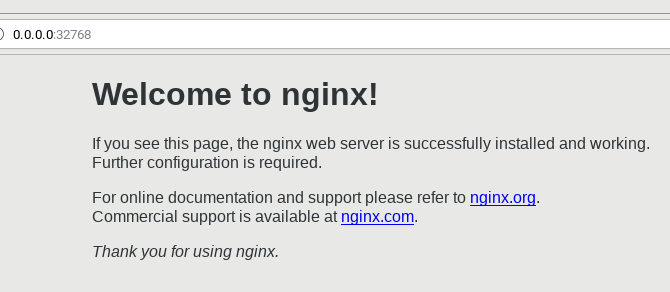 0.0.0.0:32768
Welcome to nginx!
If you see this page, the nginx web server is successfully installed and working.
Further configuration is required.
For online documentation and support please refer to nginx.org.
Commercial support is available at nginx.com.
Thank you for using nginx.